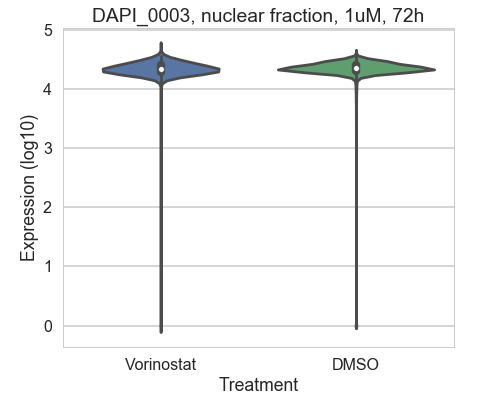 DAPI_0003, nuclear fraction, 1uM, 72h
5
4
3
2
1
0
Expression (log10)
Vorinostat
DMSO
Treatment